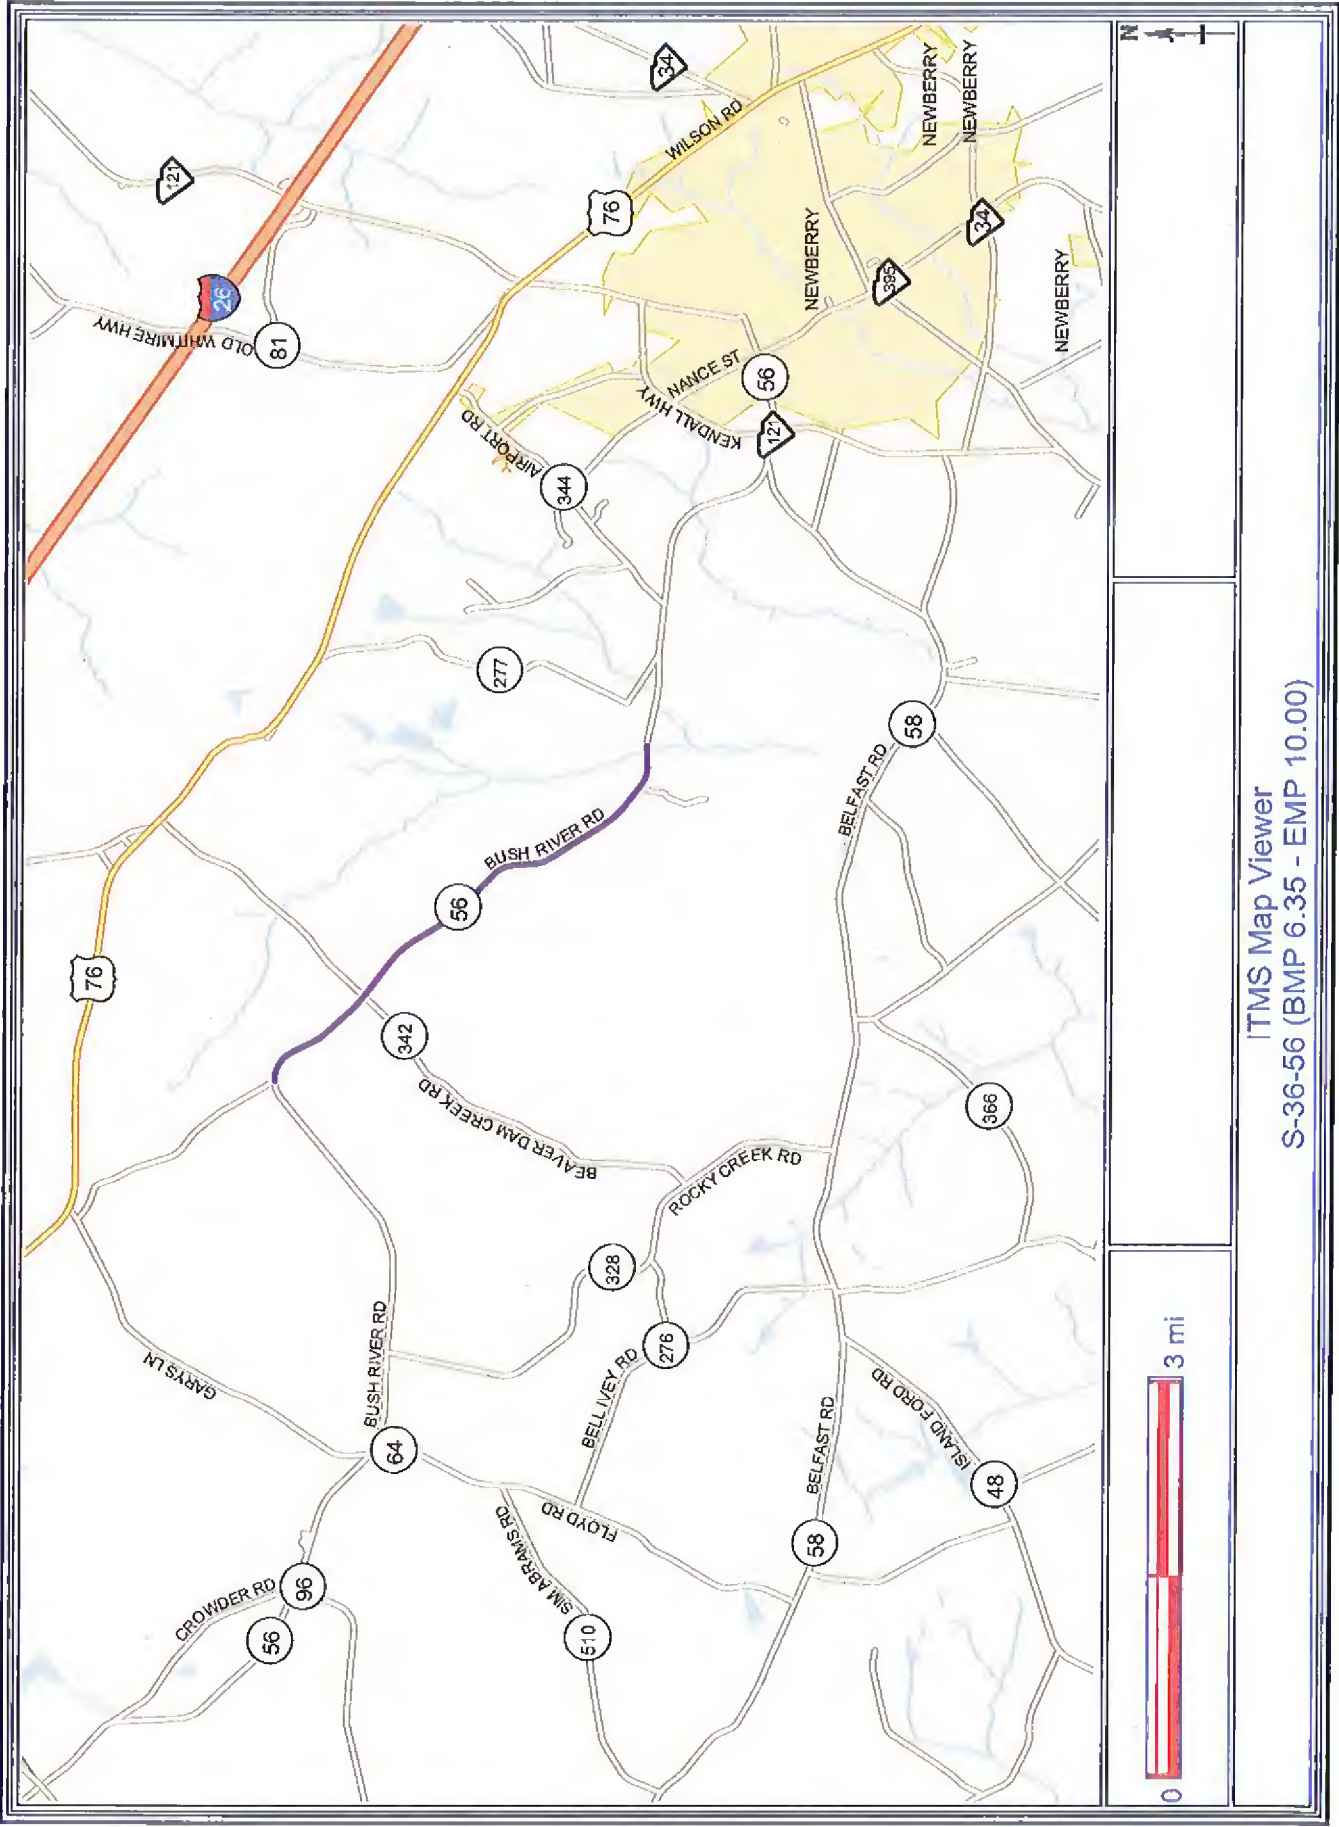 CROWDER RD
56
96
GARYS LN
BUSH RIVER RD
64
76
SIM ABRAMS RD
510
FLOYD RD
BELL IVEY RD
276
328
BEAVER DAM CREEK RD
342
ROCKY CREEK RD
BELFAST RD
58
ISLAND FORD RD
48
366
56
BUSH RIVER RD
BELFAST RD
58
277
344
AIRPORT RD
OLD WHITMIRE HWY
81
26
121
76
WILSON RD
34
KENDALL HWY
NANCE ST
56
121
NEWBERRY
395
34
NEWBERRY
NEWBERRY
NEWBERRY
N
0
3 mi
ITMS Map Viewer
S-36-56 (BMP 6.35 - EMP 10.00)